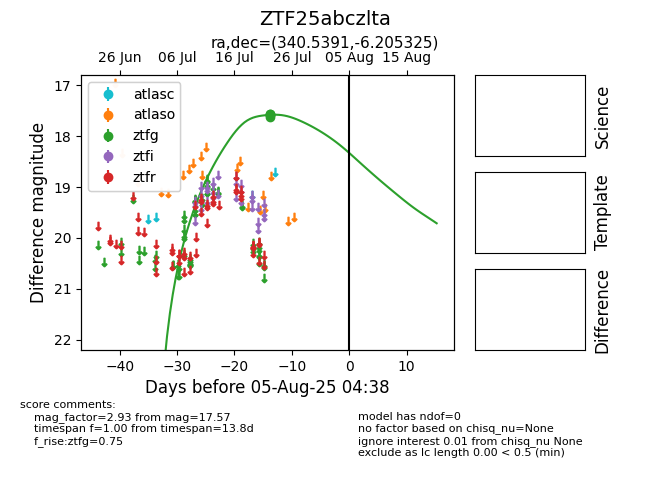 ZTF25abczlta
ra,dec=(340.5391,-6.205325)
26 Jun 06 Jul 16 Jul 26 Jul 05 Aug 15 Aug
17
18
19
20
21
22
Difference magnitude
atlasc
atlaso
ztfg
ztfi
ztfr
−40 −30 −20 −10 0 10
Days before 05-Aug-25 04:38
Science
Template
Difference
score comments:
mag_factor=2.93 from mag=17.57
timespan f=1.00 from timespan=13.8d
f_rise:ztfg=0.75
model has ndof=0
no factor based on chisq_nu=None
ignore interest 0.01 from chisq_nu None
exclude as lc length 0.00 < 0.5 (min)